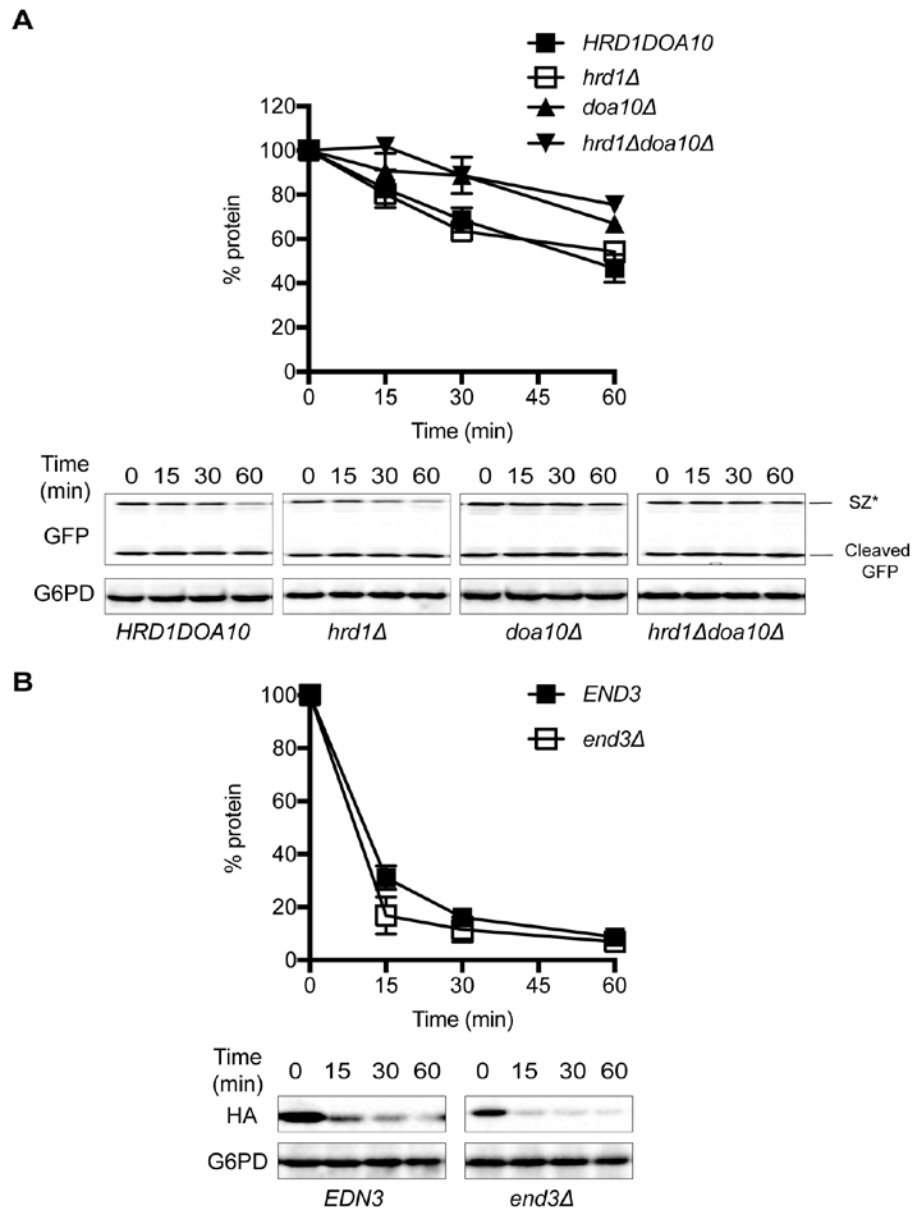 A
HRD1DOA10
hrd1Δ
doa10Δ
hrd1Δdoa10Δ
120
100
80
60
40
20
0
% protein
0 15 30 45 60
Time (min)
Time
(min)
0 15 30 60 0 15 30 60 0 15 30 60 0 15 30 60
GFP
SZ*
Cleaved
GFP
G6PD
HRD1DOA10 hrd1Δ doa10Δ hrd1Δdoa10Δ
B
END3
end3Δ
100
80
60
40
20
0
% protein
0 15 30 45 60
Time (min)
Time
(min)
0 15 30 60 0 15 30 60
HA
G6PD
EDN3 end3Δ